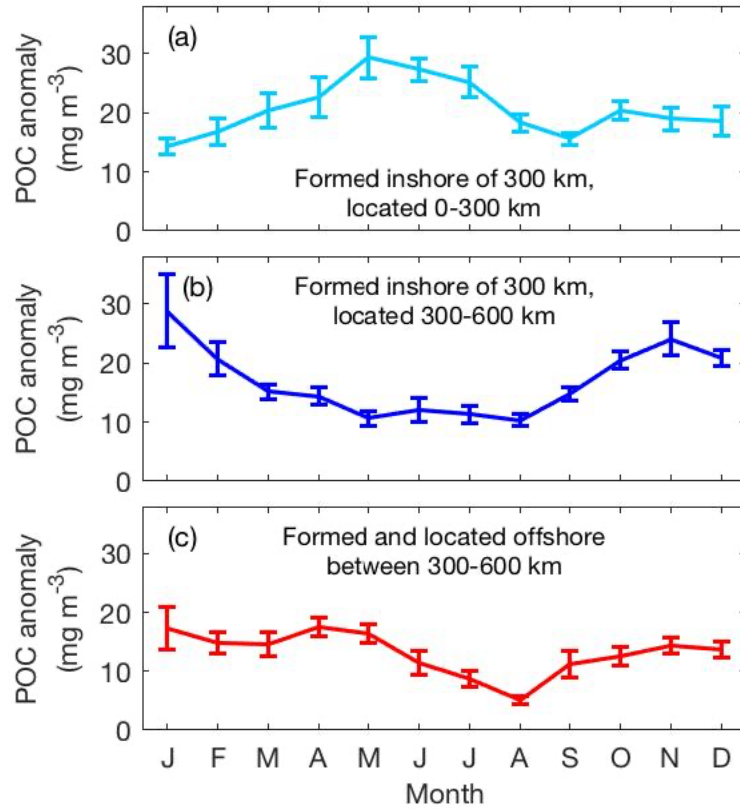 (a)
30
20
10
0
POC anomaly
(mg m-3)
Formed inshore of 300 km,
located 0-300 km
(b)
30
20
10
0
POC anomaly
(mg m-3)
Formed inshore of 300 km,
located 300-600 km
(c)
30
20
10
0
POC anomaly
(mg m-3)
Formed and located offshore
between 300-600 km
J F M A M J J A S O N D
Month